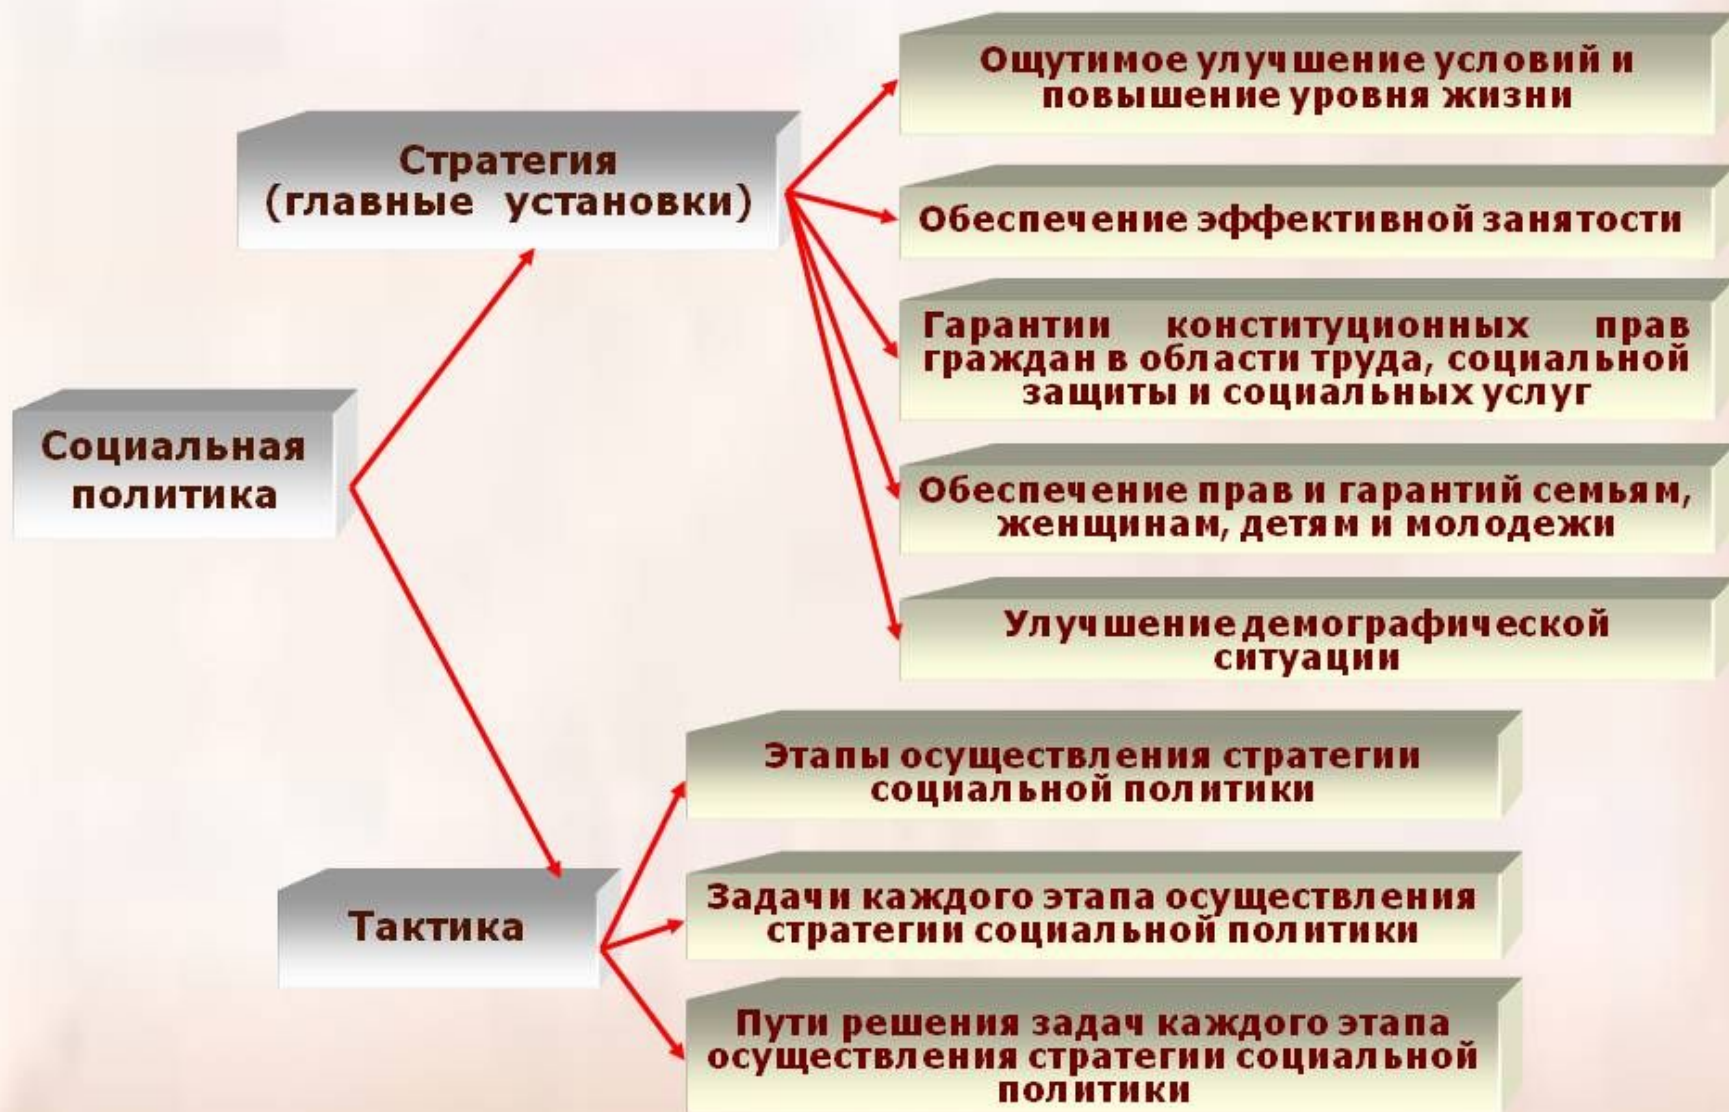 Социальная
политика
Стратегия
(главные установки)
Ощутимое улучшение условий и
повышение уровня жизни
Обеспечение эффективной занятости
Гарантии конституционных прав
граждан в области труда, социальной
защиты и социальных услуг
Обеспечение прав и гарантий семьям,
женщинам, детям и молодежи
Улучшение демографической
ситуации
Тактика
Этапы осуществления стратегии
социальной политики
Задачи каждого этапа осуществления
стратегии социальной политики
Пути решения задач каждого этапа
осуществления стратегии социальной
политики